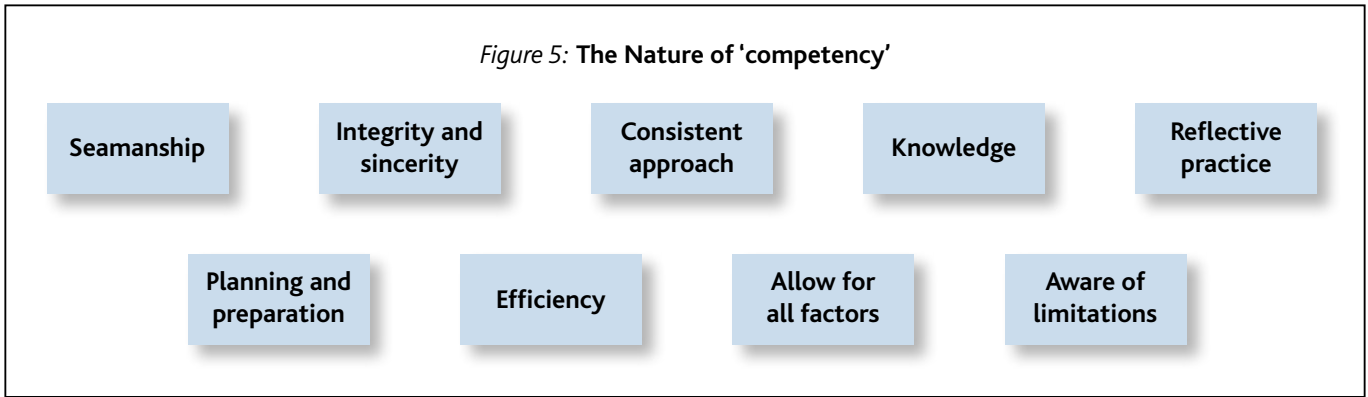 Figure 5: The Nature of ‘competency’
Seamanship
Integrity and
sincerity
Consistent
approach
Knowledge
Reflective
practice
Planning and
preparation
Efficiency
Allow for
all factors
Aware of
limitations